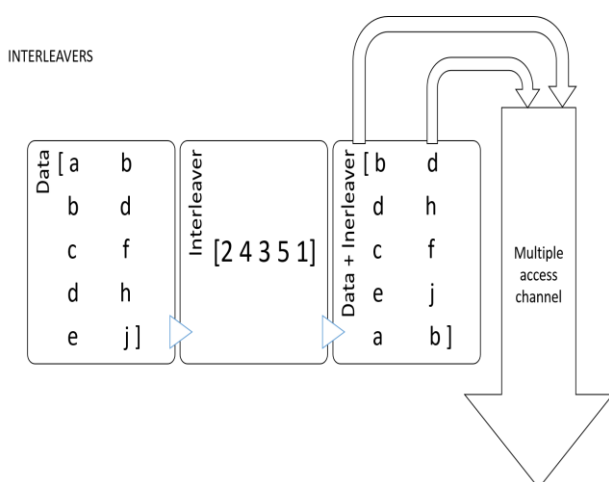 INTERLEAVERS
Data
[ a b
b d
c f
d h
e j ]
Interleaver
[2 4 3 5 1]
Data + Inerleaver
[ b d
d h
c f
e j
a b ]
Multiple
access
channel